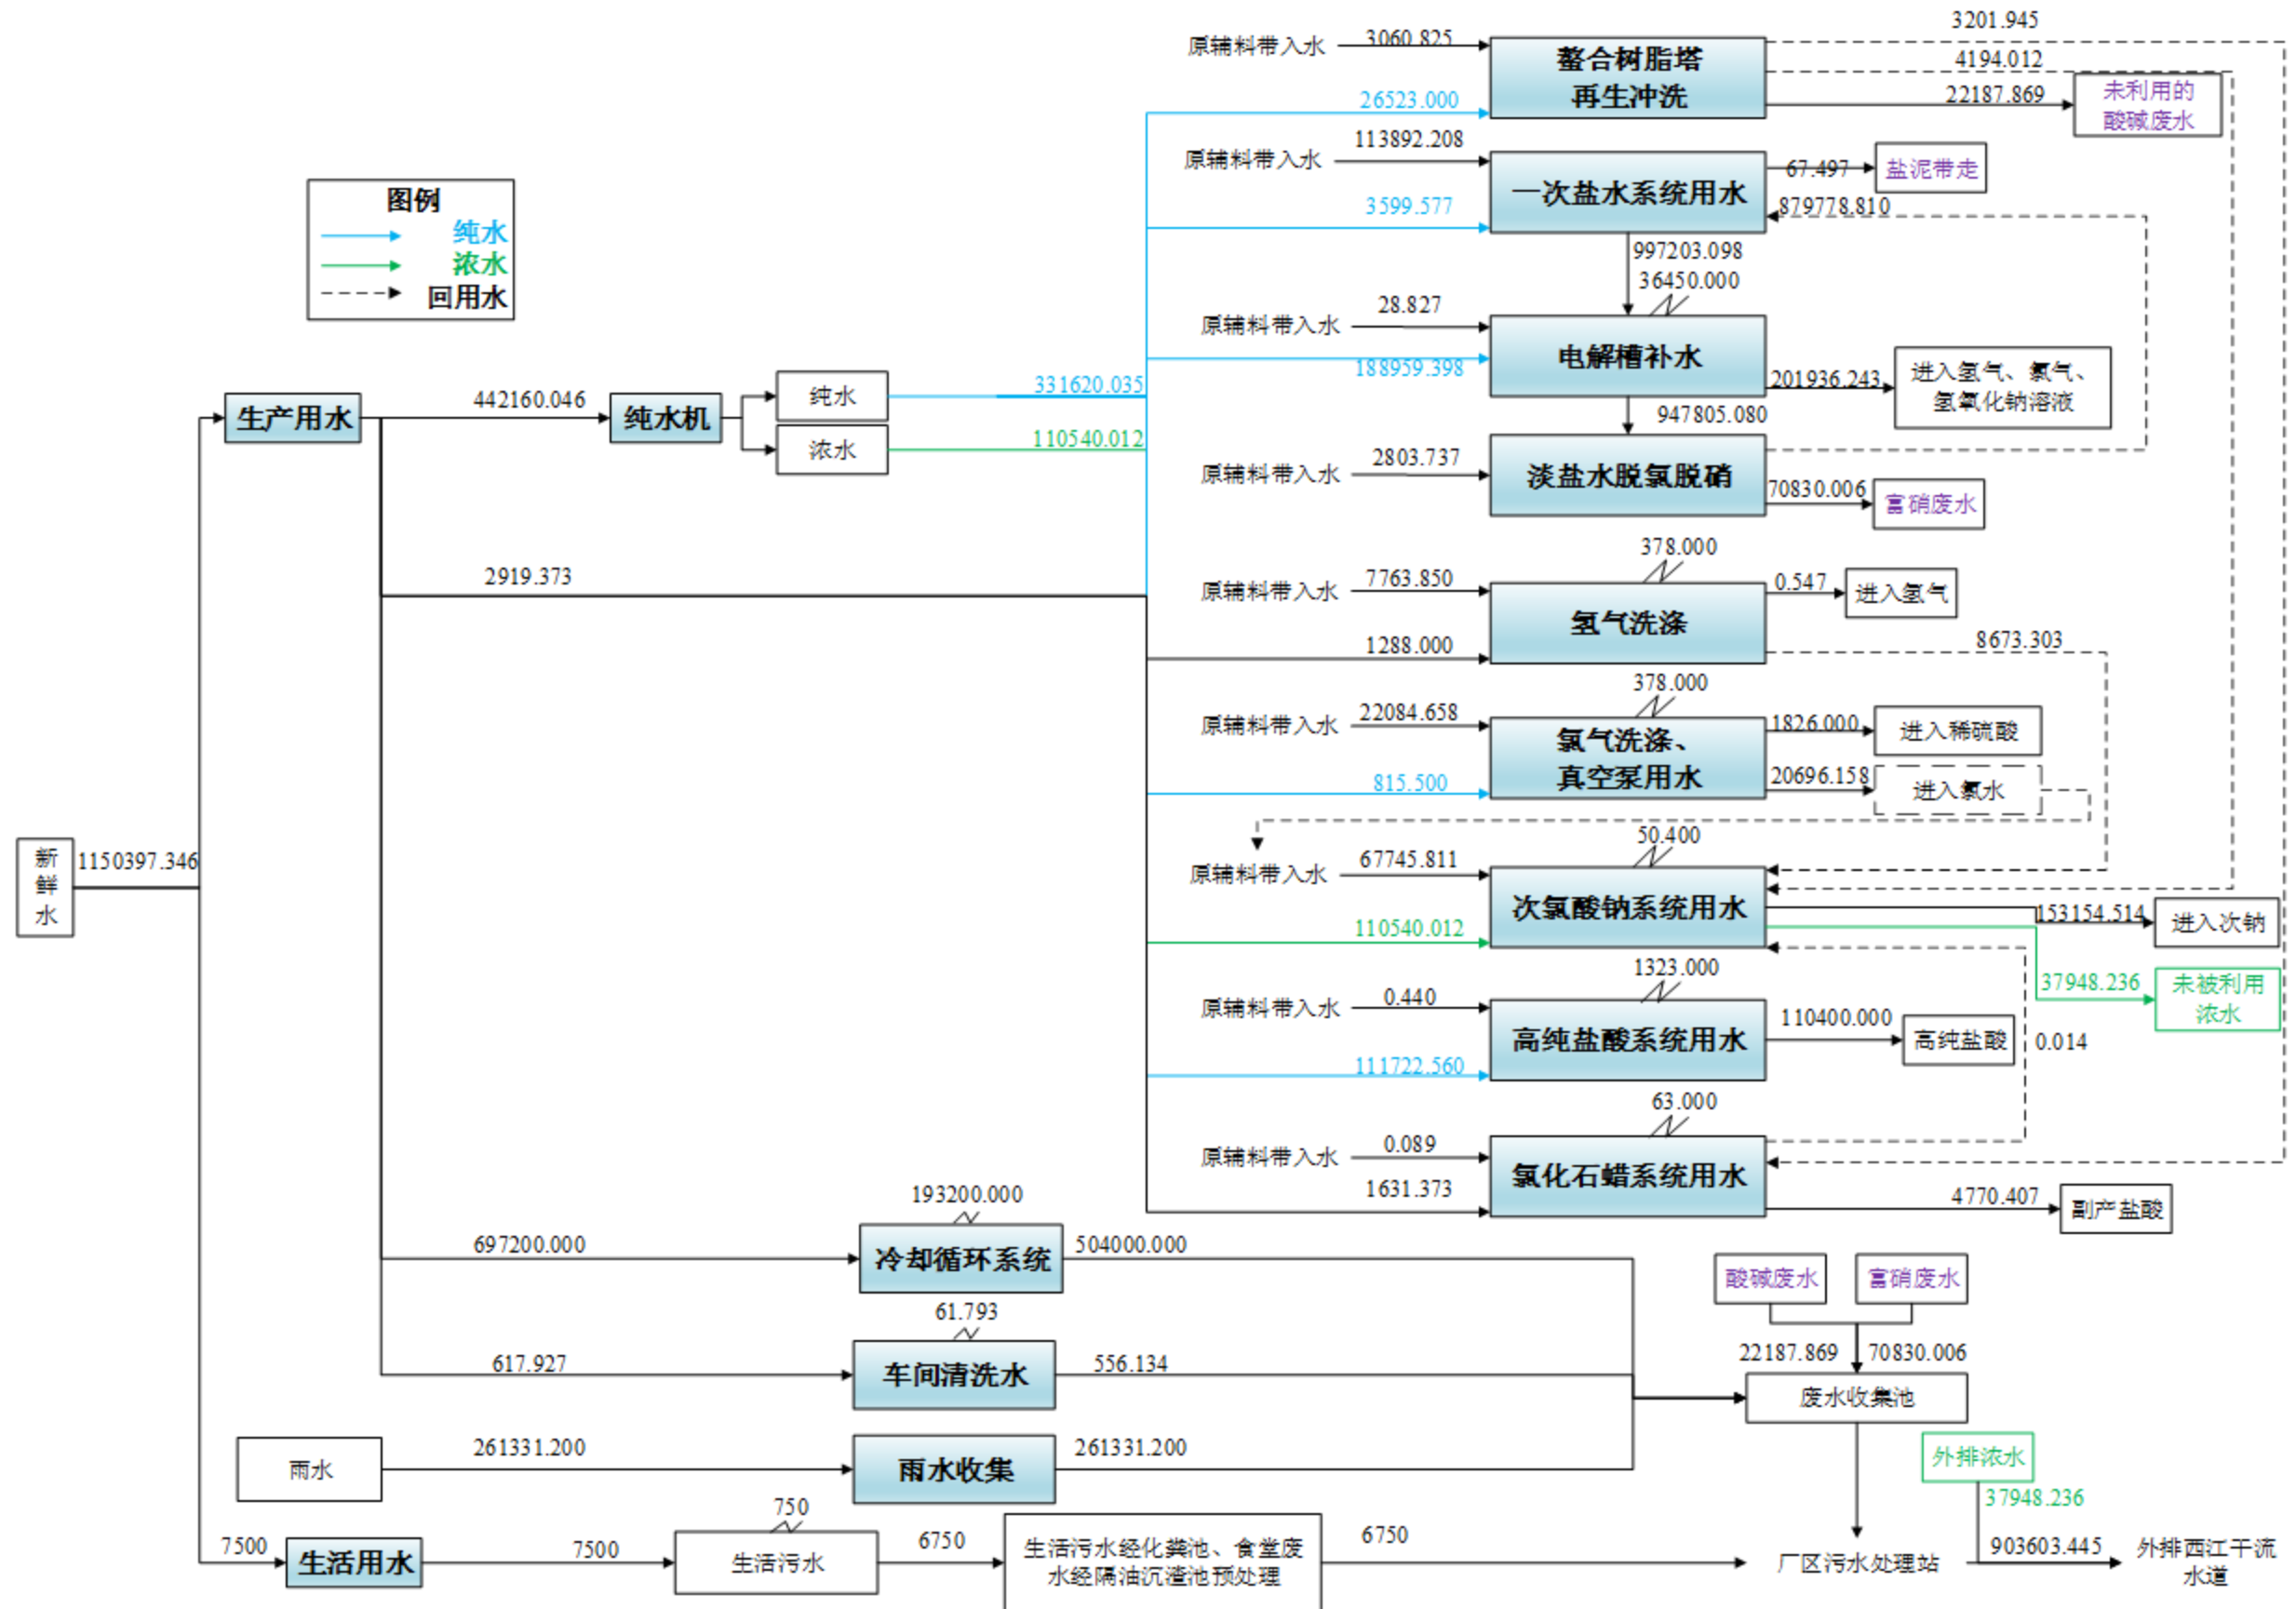 图例
纯水
浓水
回用水
新
鲜
水
1150397.346
生产用水
442160.046
纯水机
纯水
浓水
331620.035
110540.012
2919.373
原辅料带入水
3060.825
26523.000
螯合树脂塔
再生冲洗
3201.945
4194.012
22187.869
未利用的
酸碱废水
原辅料带入水
113892.208
3599.577
一次盐水系统用水
67.497
盐泥带走
879778.810
997203.098
36450.000
原辅料带入水
28.827
188959.398
电解槽补水
201936.243
进入氢气、氯气、
氢氧化钠溶液
947805.080
原辅料带入水
2803.737
淡盐水脱氯脱硝
70830.006
富硝废水
378.000
原辅料带入水
7763.850
1288.000
氢气洗涤
0.547
进入氢气
8673.303
378.000
原辅料带入水
22084.658
815.500
氯气洗涤、
真空泵用水
1826.000
进入稀硫酸
20696.158
进入氯水
50.400
原辅料带入水
67745.811
110540.012
次氯酸钠系统用水
153154.514
进入次钠
37948.236
未被利用
浓水
1323.000
原辅料带入水
0.440
111722.560
高纯盐酸系统用水
110400.000
高纯盐酸
0.014
63.000
原辅料带入水
0.089
1631.373
氯化石蜡系统用水
4770.407
副产盐酸
193200.000
697200.000
冷却循环系统
504000.000
61.793
617.927
车间清洗水
556.134
雨水
261331.200
雨水收集
261331.200
酸碱废水
富硝废水
22187.869
70830.006
废水收集池
外排浓水
37948.236
7500
生活用水
7500
750
生活污水
6750
生活污水经化粪池、食堂废
水经隔油沉渣池预处理
6750
厂区污水处理站
903603.445
外排西江干流
水道